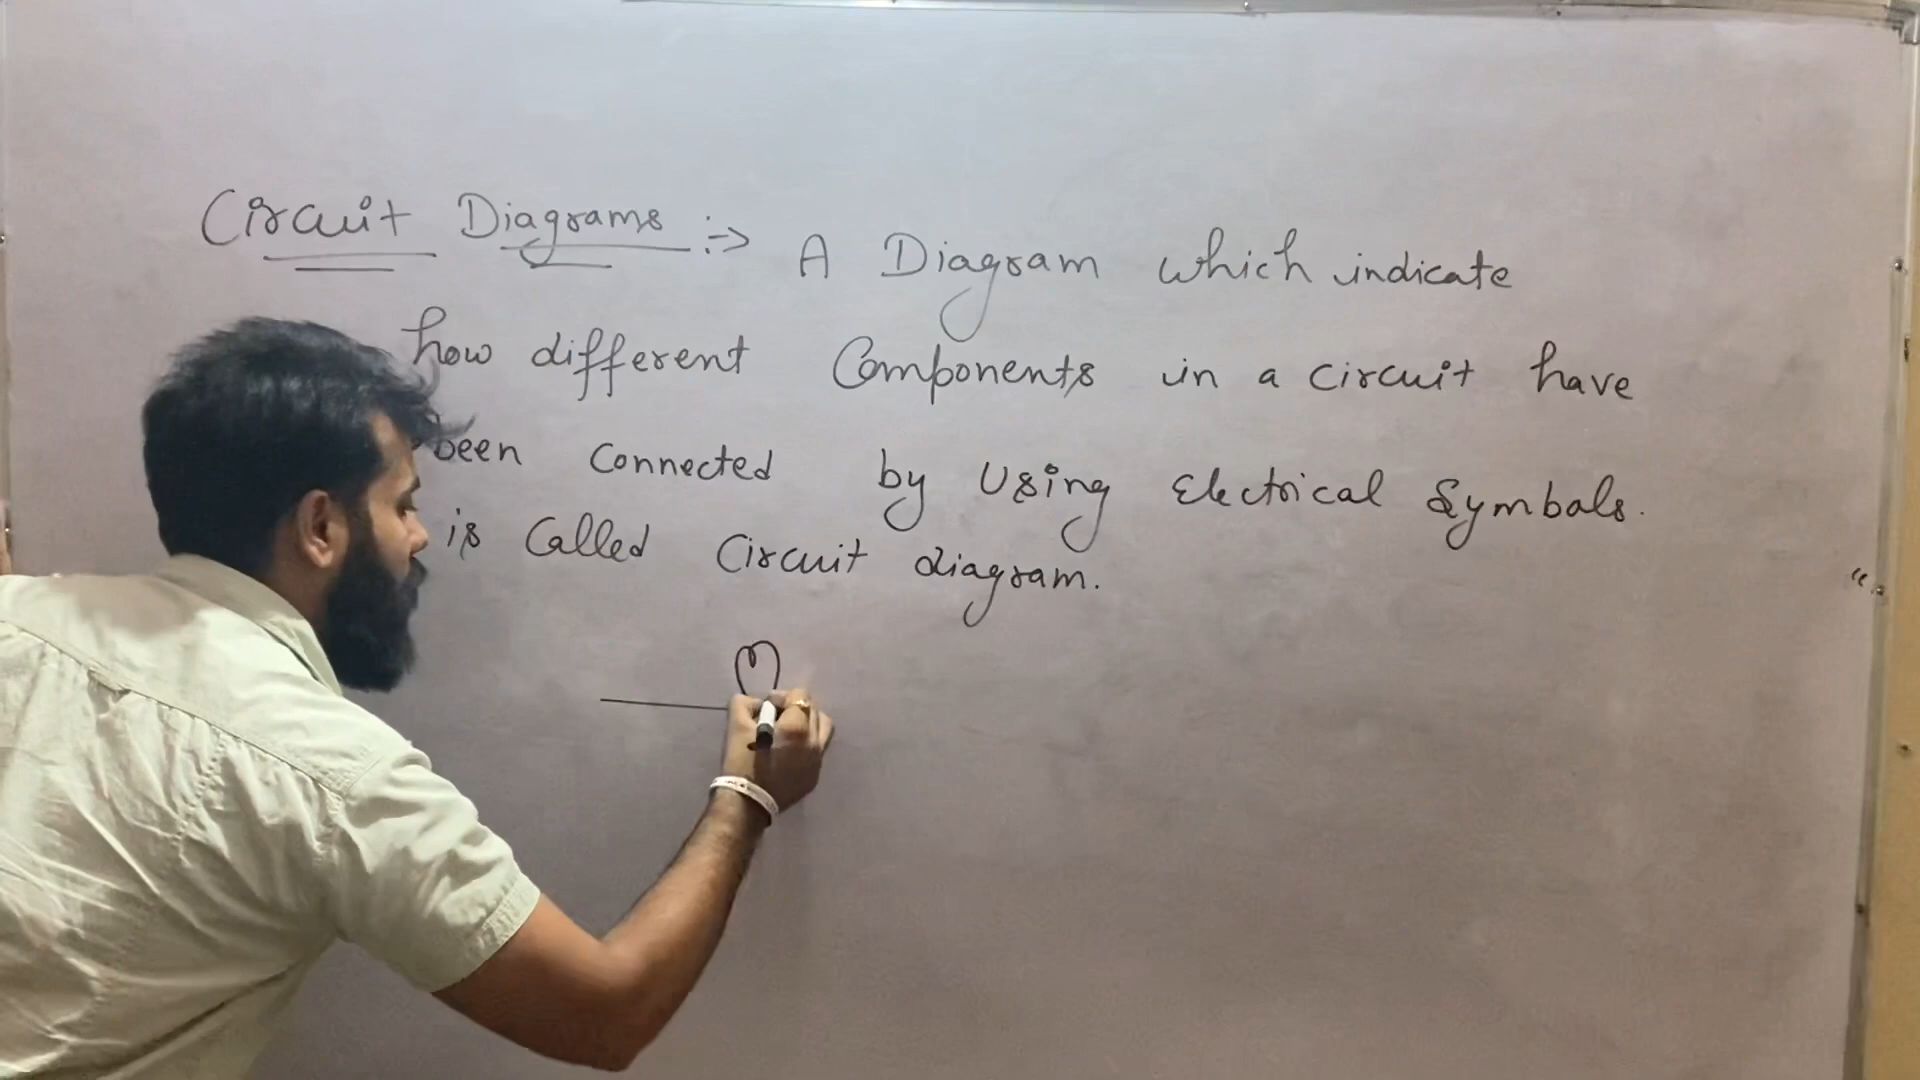 Circuit Diagrams :→ A Diagram which indicate
how different Components in a circuit have
been connected by Using Electrical Symbals.
is Called Circuit diagram.